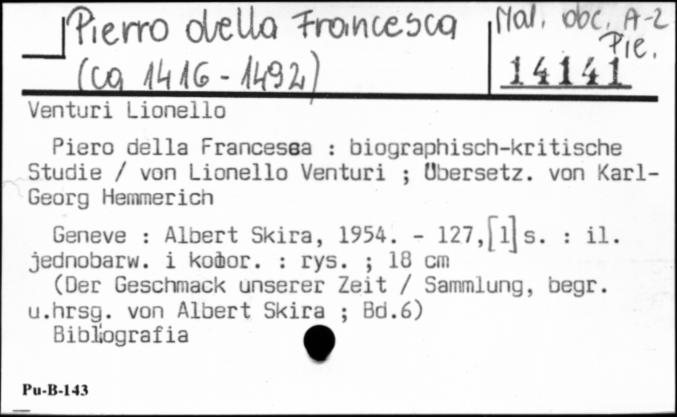 Pierro della Francesca
Mal. obc. A-2
Pie.
(ca 1416-1492)
14141
Venturi Lionello
Piero della Francesca : biographisch-kritische
Studie / von Lionello Venturi ; Übersetz. von Karl-
Georg Hemmerich
Geneve : Albert Skira, 1954. - 127,[1] s. : il.
jednobarw. i kolor. : rys. ; 18 cm
(Der Geschmack unserer Zeit / Sammlung, begr.
u.hrsg. von Albert Skira ; Bd.6)
Bibliografia
Pu-B-143